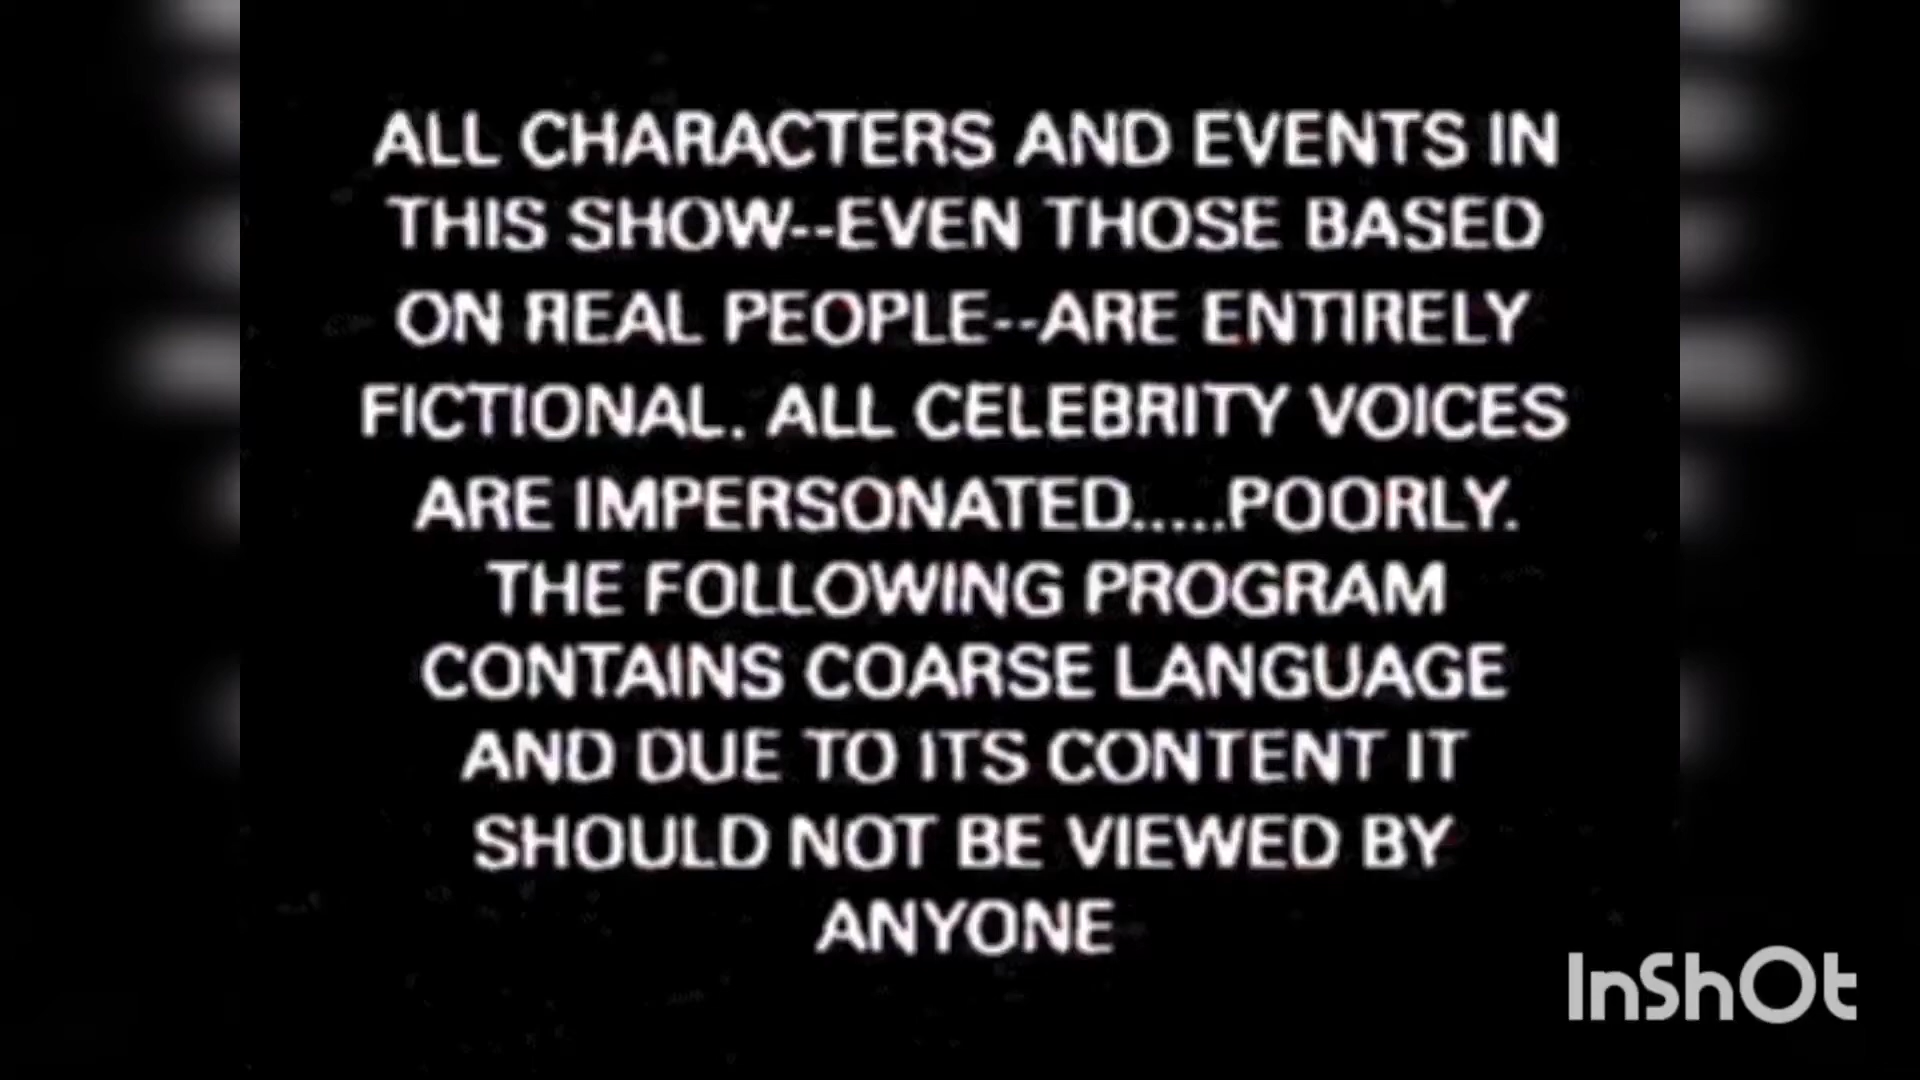 ALL CHARACTERS AND EVENTS IN
THIS SHOW--EVEN THOSE BASED
ON REAL PEOPLE--ARE ENTIRELY
FICTIONAL. ALL CELEBRITY VOICES
ARE IMPERSONATED.....POORLY.
THE FOLLOWING PROGRAM
CONTAINS COARSE LANGUAGE
AND DUE TO ITS CONTENT IT
SHOULD NOT BE VIEWED BY
ANYONE
InShOt